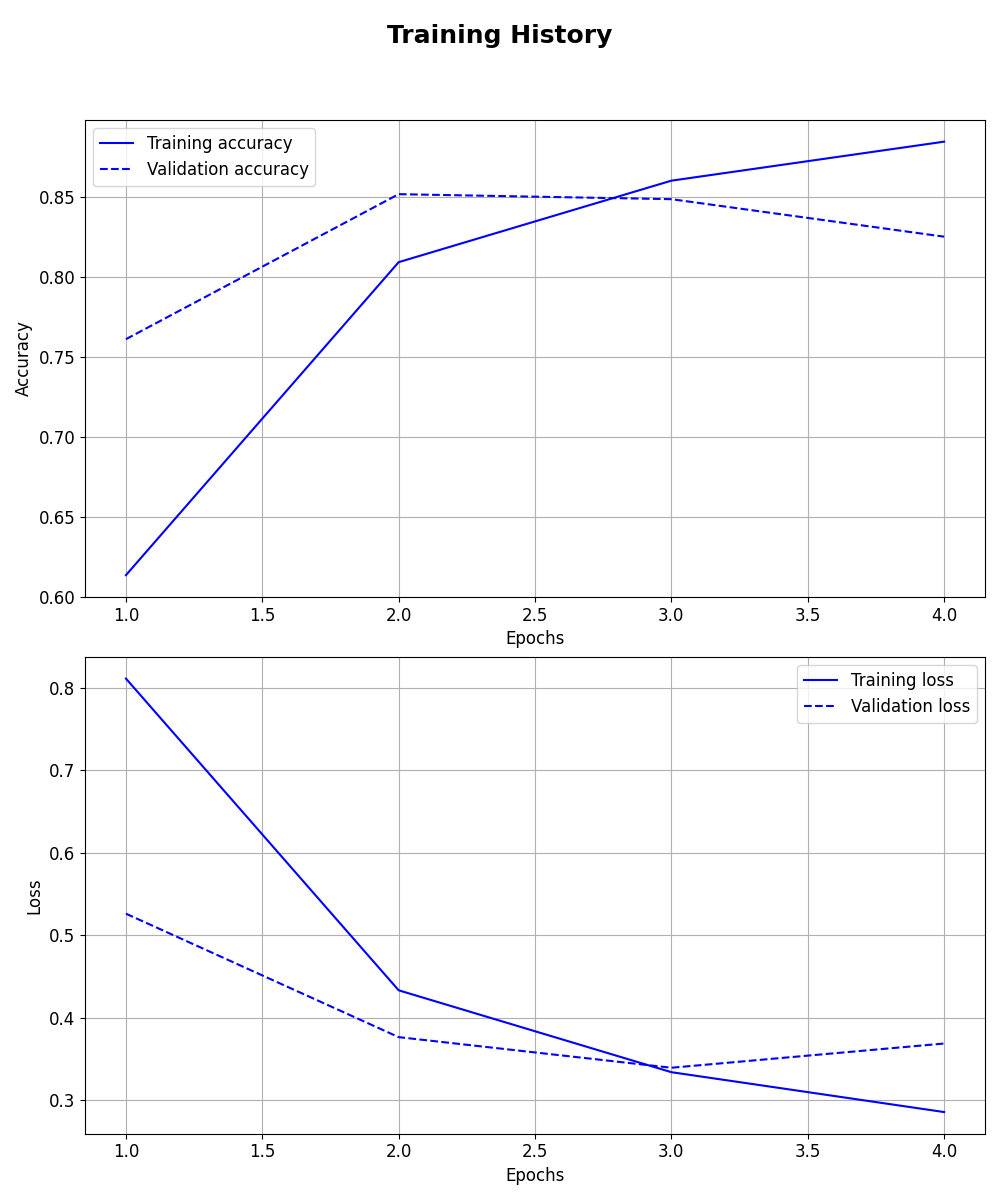 Training History
Training accuracy
Validation accuracy
0.85
0.80
0.75
0.70
0.65
0.60
Accuracy
1.0 1.5 2.0 2.5 3.0 3.5 4.0
Epochs
Training loss
Validation loss
0.8
0.7
0.6
0.5
0.4
0.3
Loss
1.0 1.5 2.0 2.5 3.0 3.5 4.0
Epochs